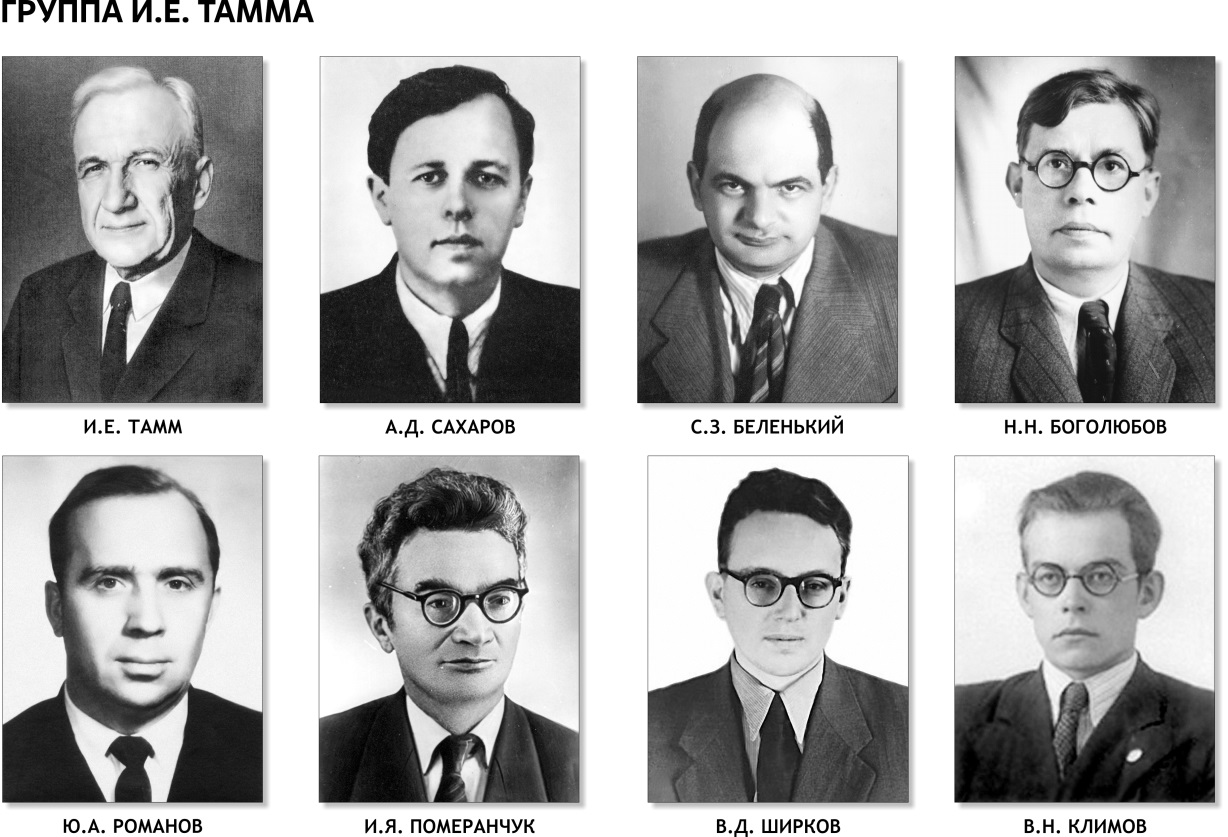 ГРУППА И.Е. ТАММА
И.Е. ТАММ
А.Д. САХАРОВ
С.З. БЕЛЕНЬКИЙ
Н.Н. БОГОЛЮБОВ
Ю.А. РОМАНОВ
И.Я. ПОМЕРАНЧУК
В.Д. ШИРКОВ
В.Н. КЛИМОВ